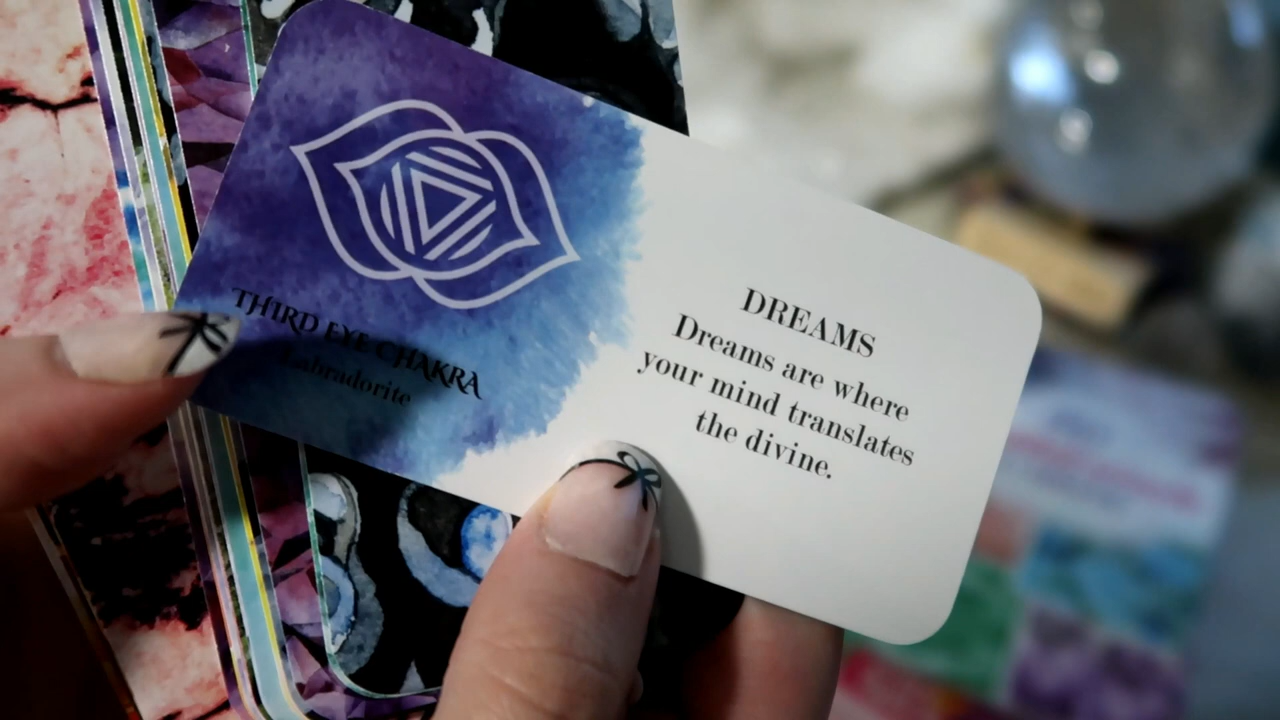 THIRD EYE CHAKRA
Labradorite
DREAMS
Dreams are where
your mind translates
the divine.